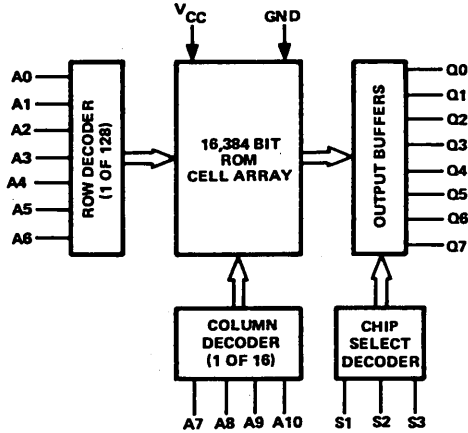 VCC
GND
A0
A1
A2
A3
A4
A5
A6
ROW DECODER
(1 OF 128)
16,384 BIT
ROM
CELL ARRAY
OUTPUT BUFFERS
Q0
Q1
Q2
Q3
Q4
Q5
Q6
Q7
COLUMN
DECODER
(1 OF 16)
CHIP
SELECT
DECODER
A7
A8
A9
A10
S1
S2
S3